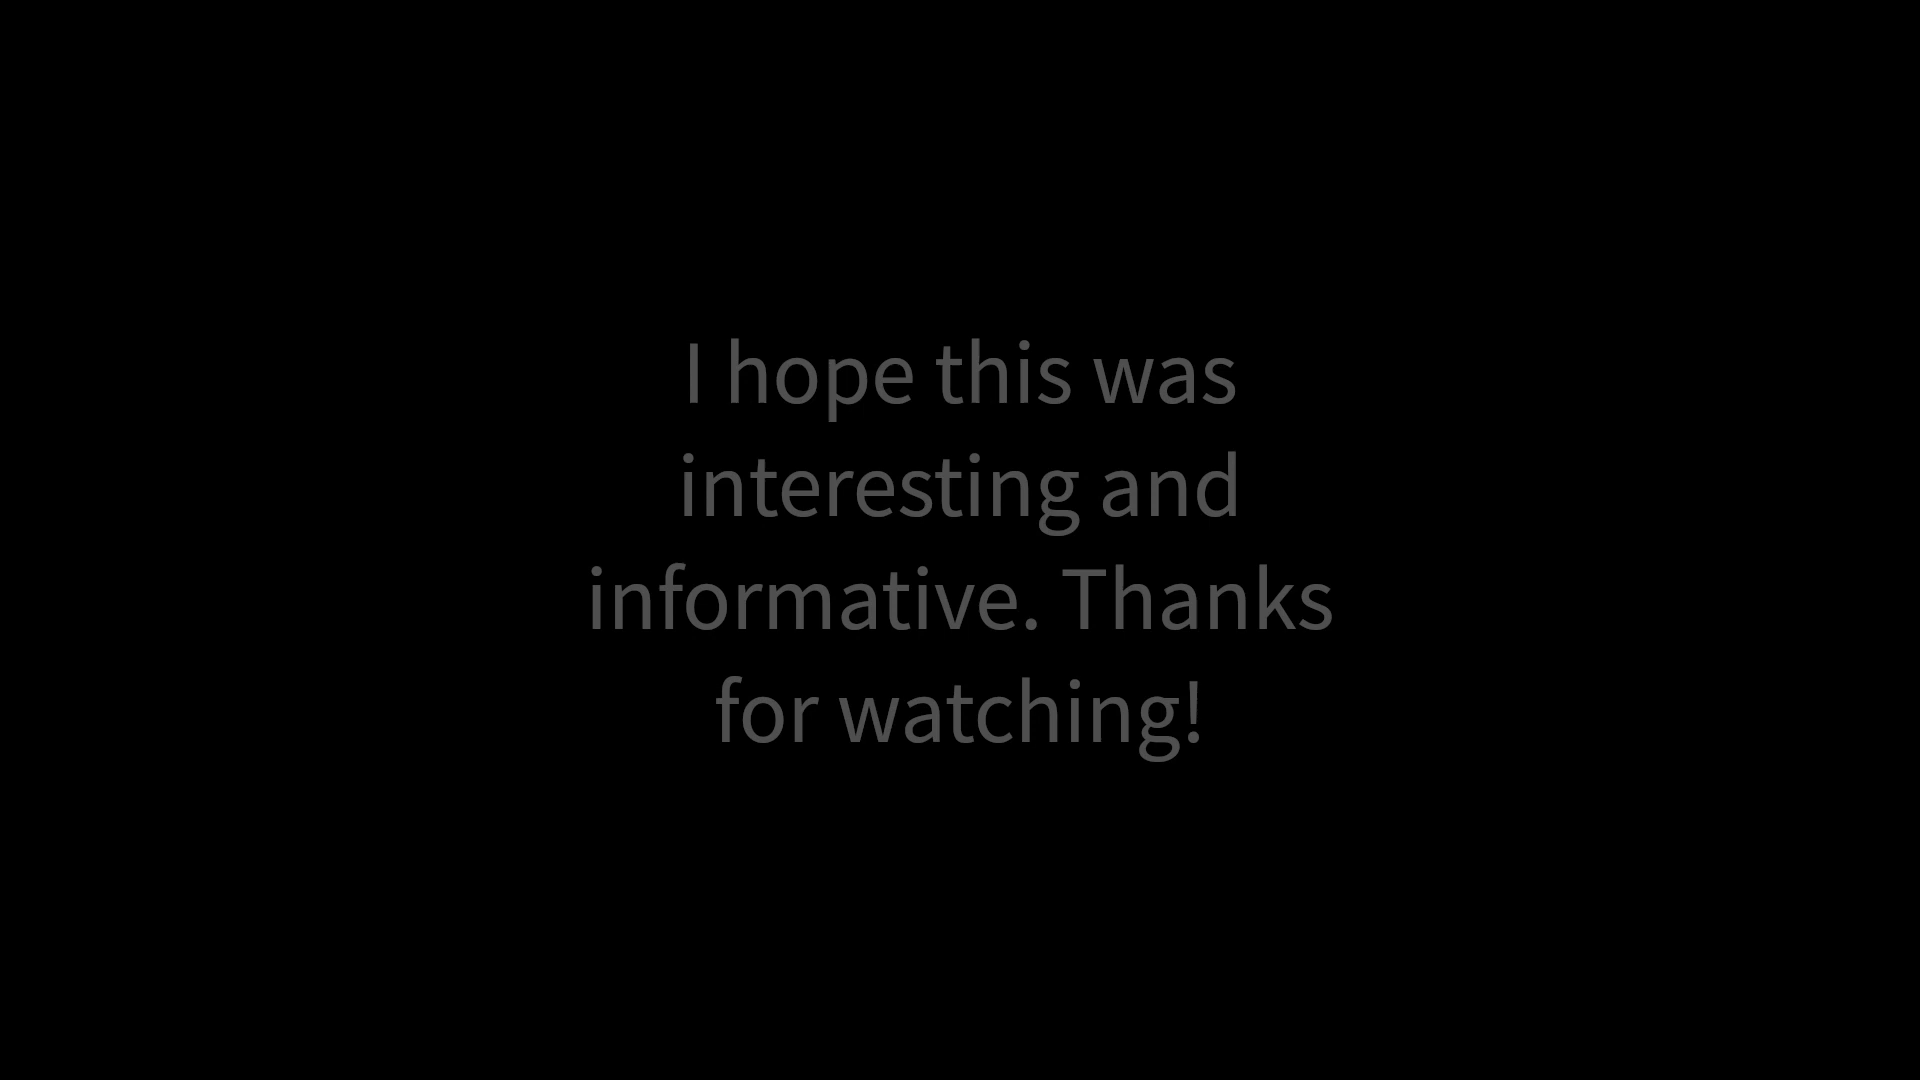 I hope this was
interesting and
informative. Thanks
for watching!